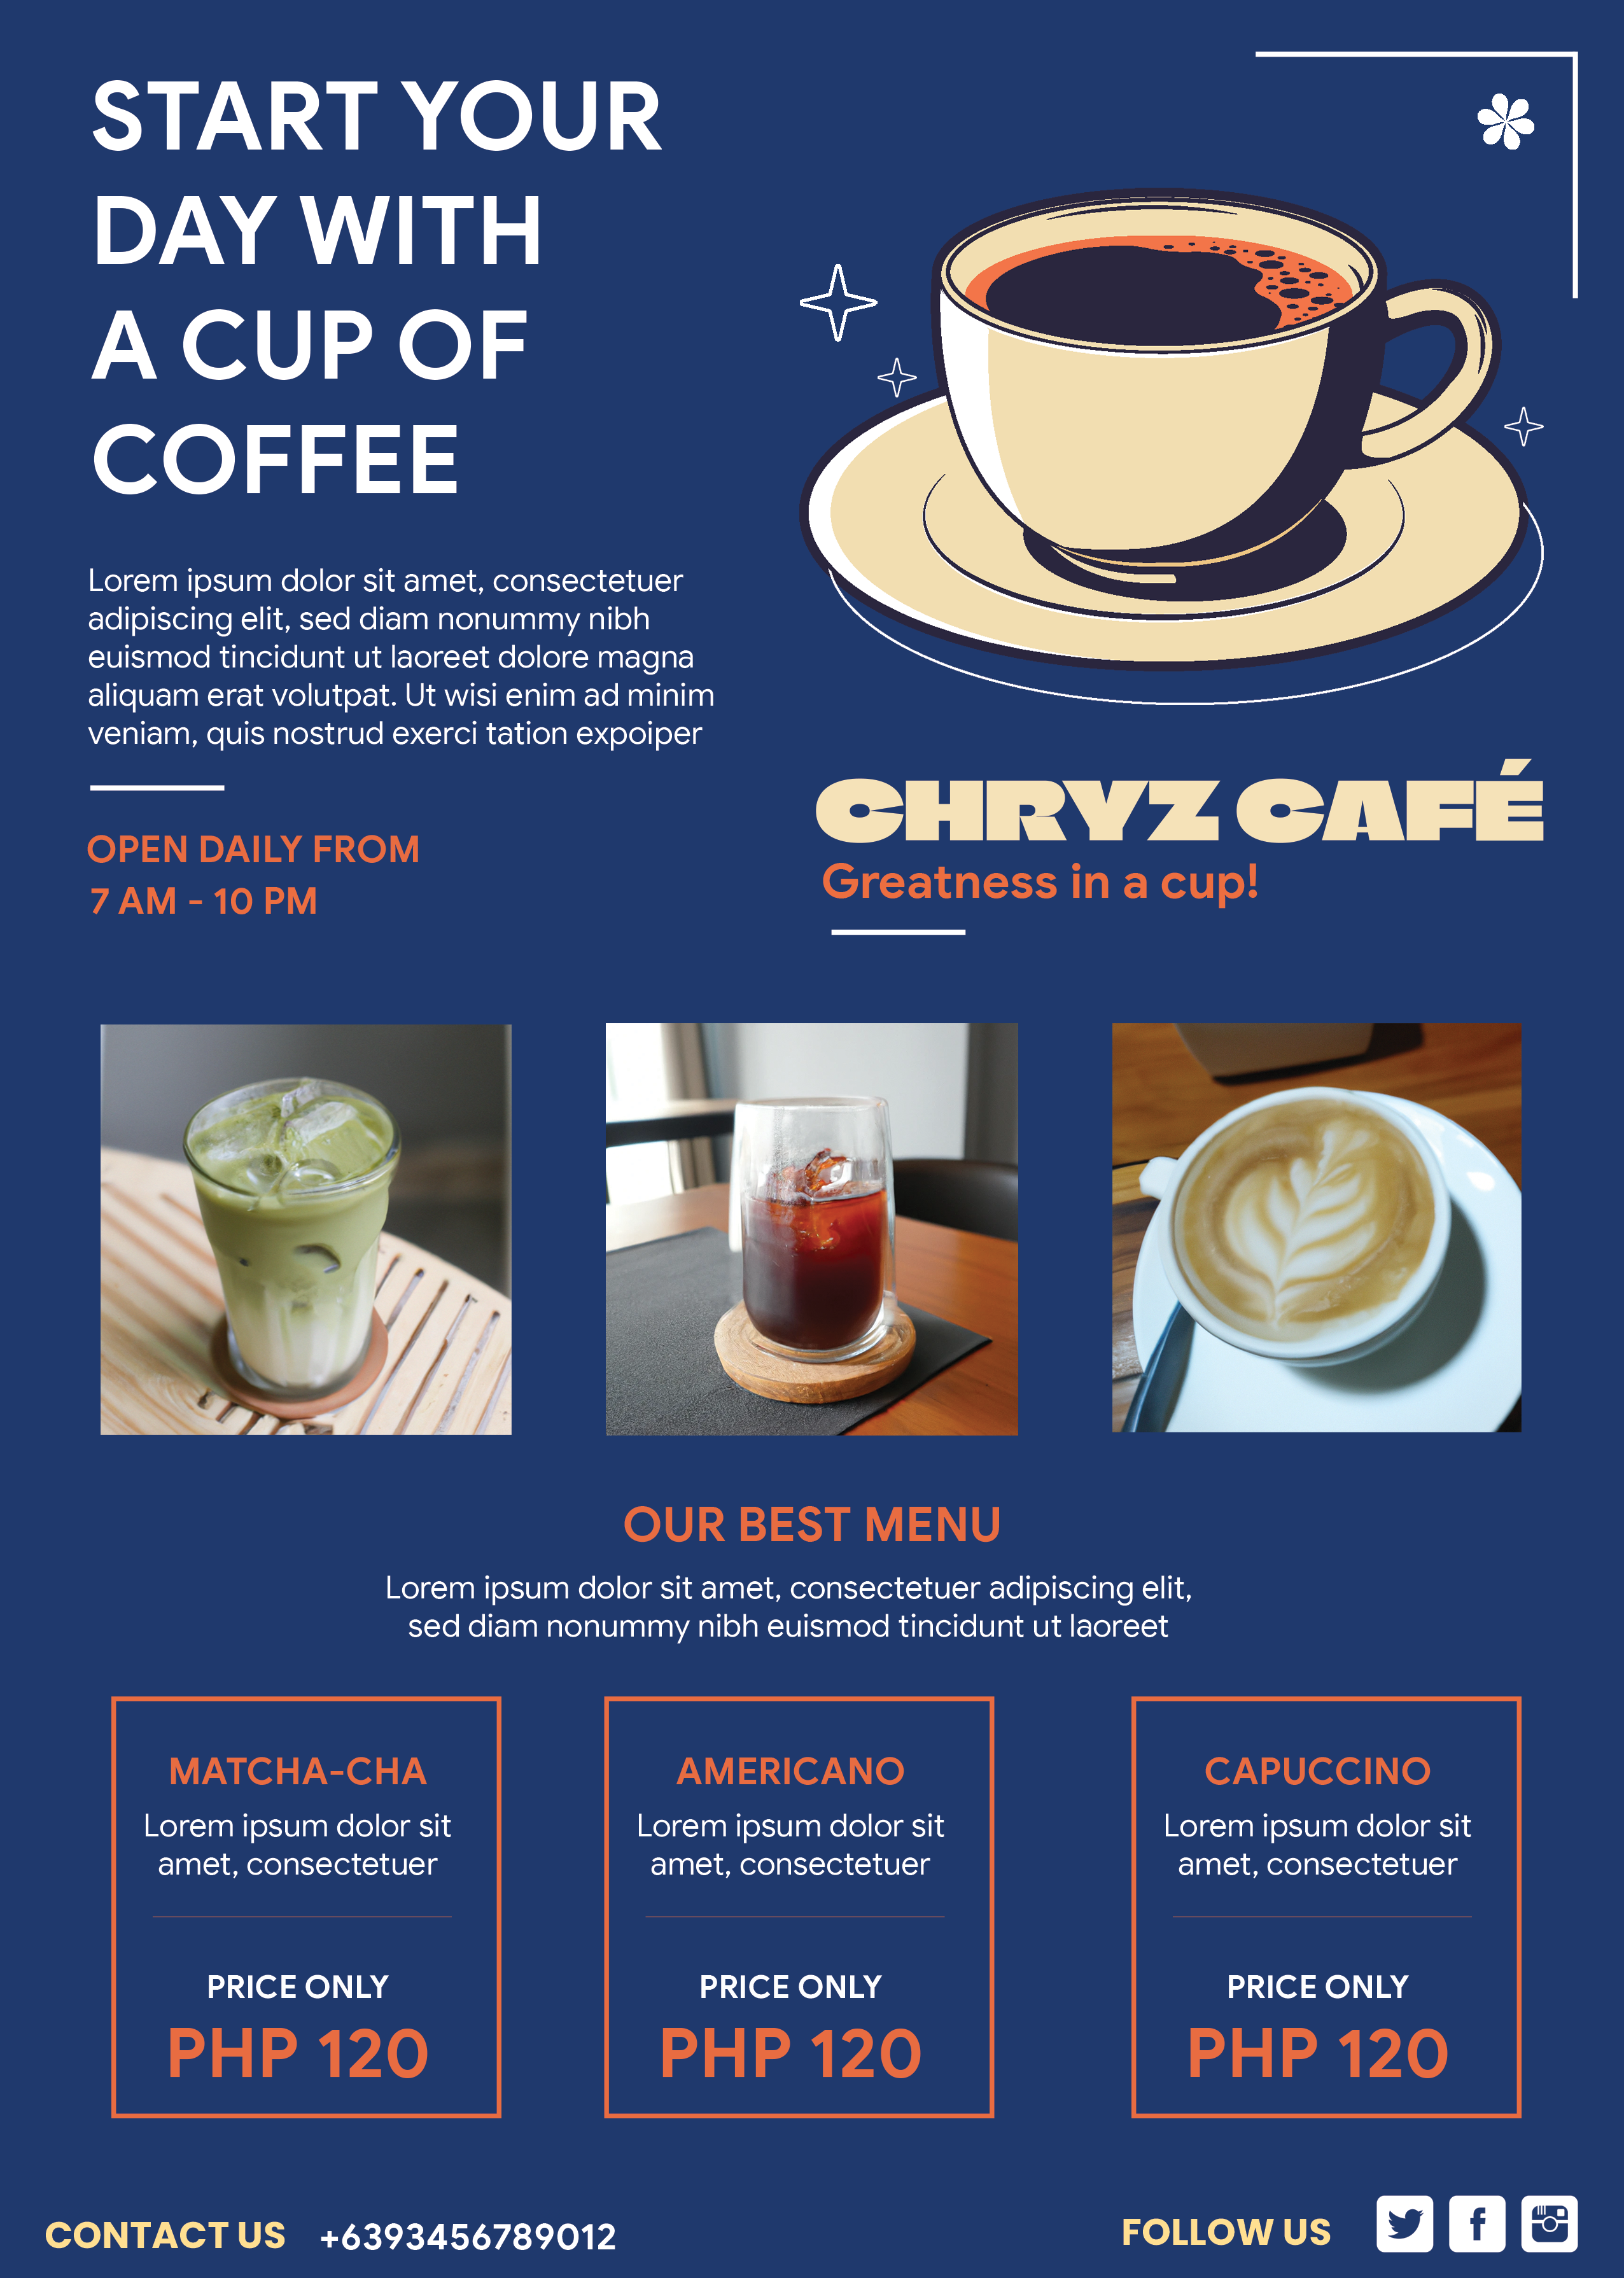 START YOUR
DAY WITH
A CUP OF
COFFEE
Lorem ipsum dolor sit amet, consectetuer
adipiscing elit, sed diam nonummy nibh
euismod tincidunt ut laoreet dolore magna
aliquam erat volutpat. Ut wisi enim ad minim
veniam, quis nostrud exerci tation expoiper
OPEN DAILY FROM
7 AM - 10 PM
CHRYZ CAFÉ
Greatness in a cup!
OUR BEST MENU
Lorem ipsum dolor sit amet, consectetuer adipiscing elit,
sed diam nonummy nibh euismod tincidunt ut laoreet
MATCHA-CHA
Lorem ipsum dolor sit
amet, consectetuer
PRICE ONLY
PHP 120
AMERICANO
Lorem ipsum dolor sit
amet, consectetuer
PRICE ONLY
PHP 120
CAPUCCINO
Lorem ipsum dolor sit
amet, consectetuer
PRICE ONLY
PHP 120
CONTACT US +6393456789012
FOLLOW US